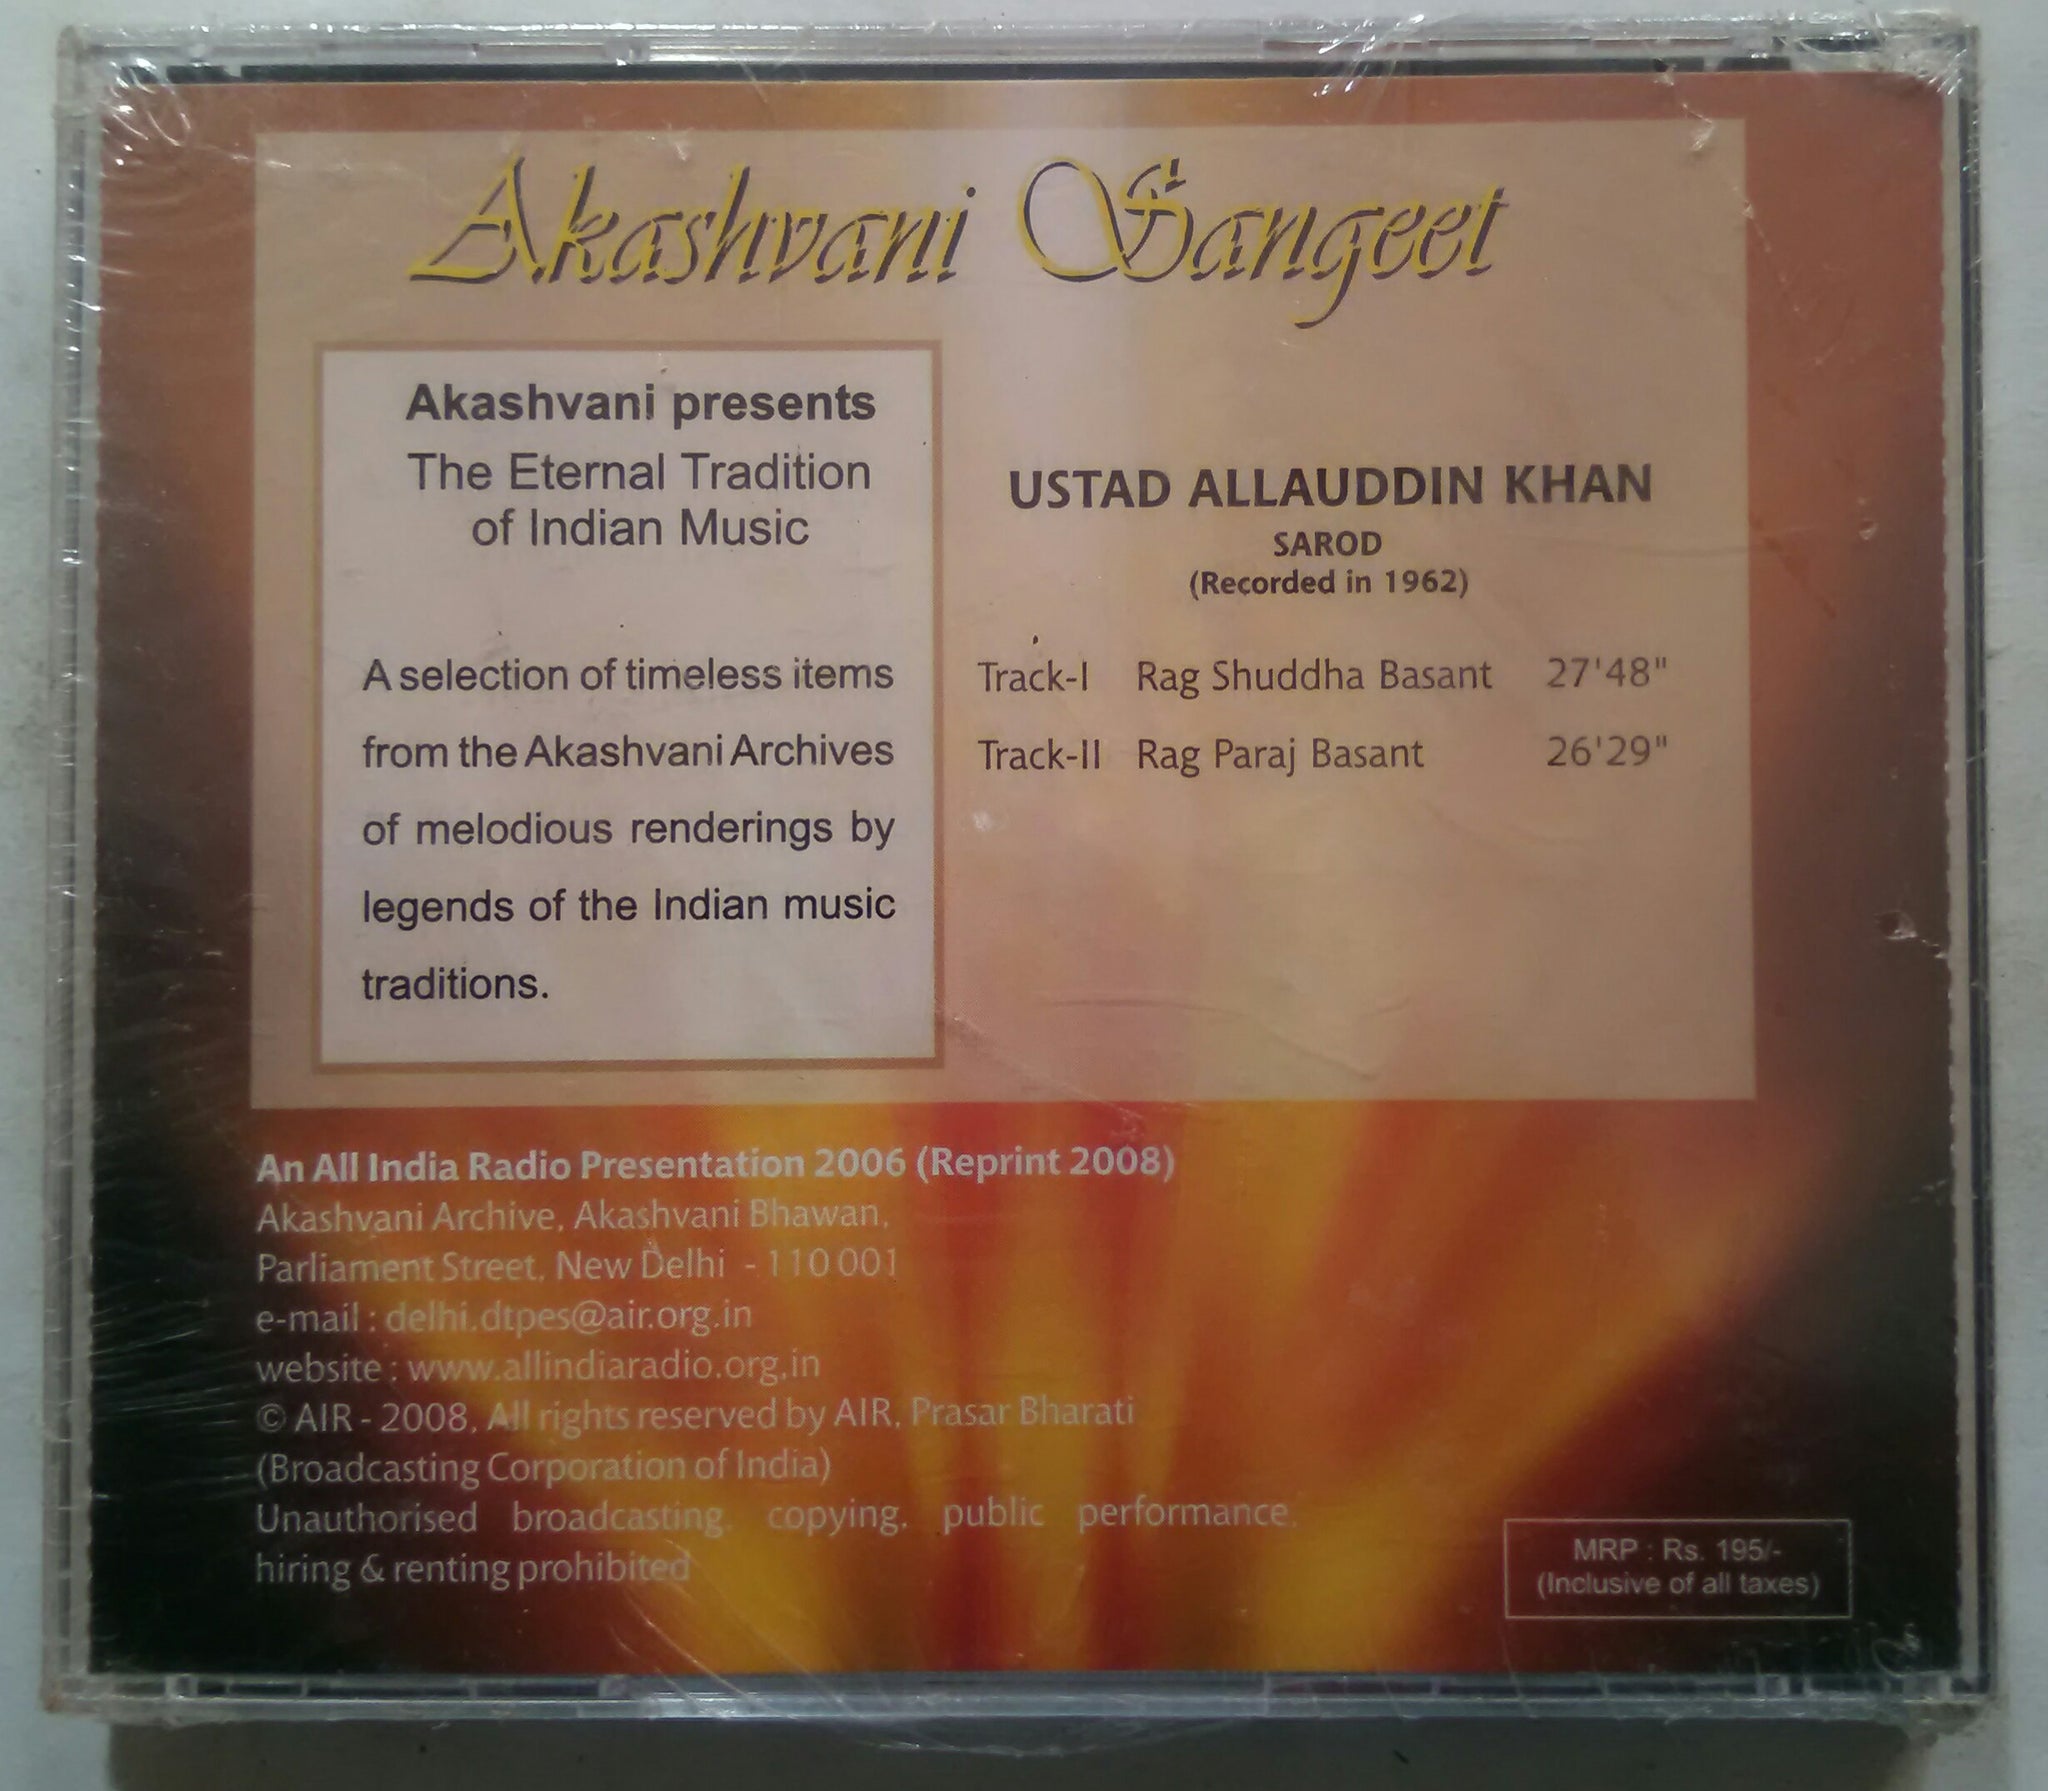 Akashvani Sangeet
Akashvani presents
The Eternal Tradition
of Indian Music
A selection of timeless items
from the Akashvani Archives
of melodious renderings by
legends of the Indian music
traditions.
USTAD ALLAUDDIN KHAN
SAROD
(Recorded in 1962)
Track-I Rag Shuddha Basant 27'48"
Track-II Rag Paraj Basant 26'29"
An All India Radio Presentation 2006 (Reprint 2008)
Akashvani Archive, Akashvani Bhawan,
Parliament Street, New Delhi - 110 001
e-mail : delhi.dtpes@air.org.in
website : www.allindiaradio.org.in
© AIR - 2008, All rights reserved by AIR, Prasar Bharati
(Broadcasting Corporation of India)
Unauthorised broadcasting, copying, public performance,
hiring & renting prohibited
MRP : Rs. 195/-
(Inclusive of all taxes)